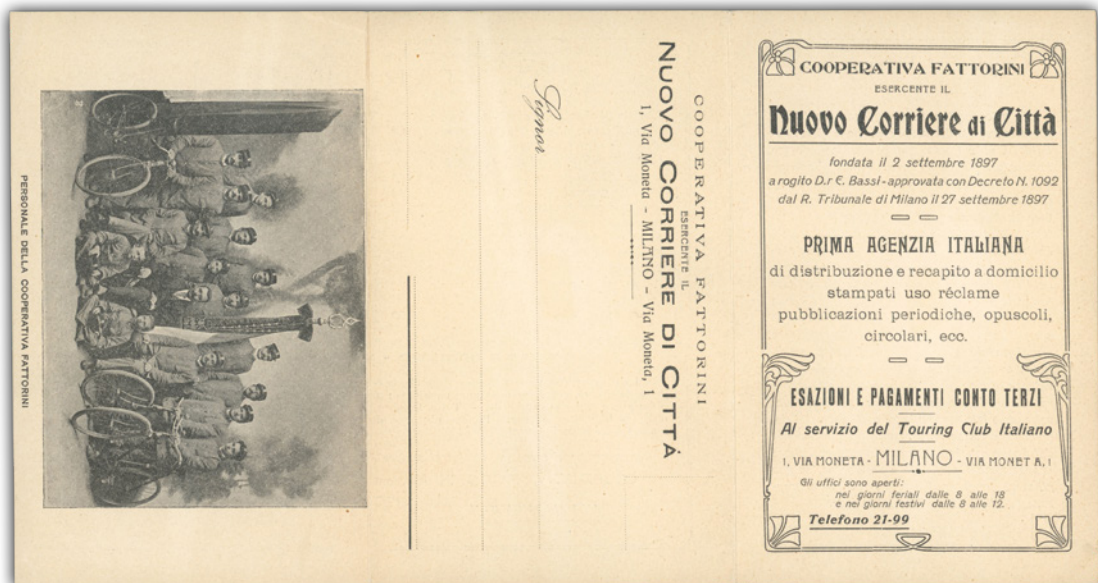 PERSONALE DELLA COOPERATIVA FATTORINI
Signor
COOPERATIVA FATTORINI
ESERCENTE IL
NUOVO CORRIERE DI CITTÀ
1, Via Moneta - MILANO - Via Moneta, 1
COOPERATIVA FATTORINI
ESERCENTE IL
Nuovo Corriere di Città
fondata il 2 settembre 1897
a rogito D.r E. Bassi - approvata con Decreto N. 1092
dal R. Tribunale di Milano il 27 settembre 1897
PRIMA AGENZIA ITALIANA
di distribuzione e recapito a domicilio
stampati uso réclame
pubblicazioni periodiche, opuscoli,
circolari, ecc.
ESAZIONI E PAGAMENTI CONTO TERZI
Al servizio del Touring Club Italiano
1, VIA MONETA - MILANO - VIA MONETA, 1
Gli uffici sono aperti:
nei giorni feriali dalle 8 alle 18
e nei giorni festivi dalle 8 alle 12.
Telefono 21-99